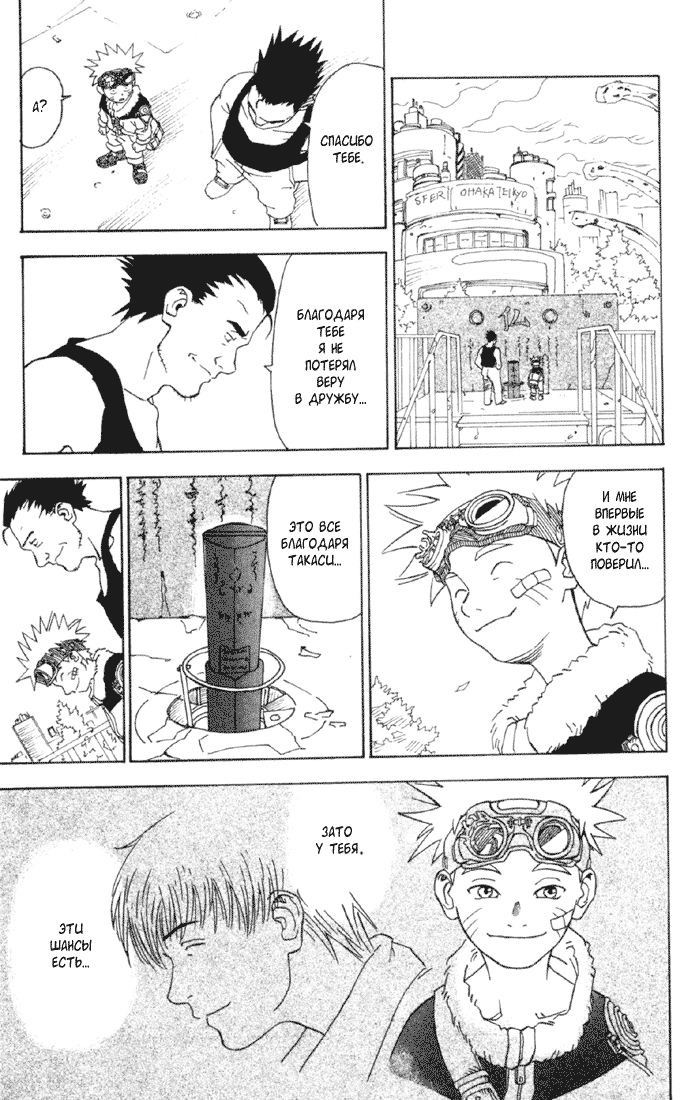 SFER
OHAKA TEIKYO
仏
СПАСИБО
ТЕБЕ.
А?
БЛАГОДАРЯ
ТЕБЕ
Я НЕ
ПОТЕРЯЛ
ВЕРУ
В ДРУЖБУ...
И МНЕ
ВПЕРВЫЕ
В ЖИЗНИ
КТО-ТО
ПОВЕРИЛ...
ЭТО ВСЕ
БЛАГОДАРЯ
ТАКАСИ...
ЗАТО
У ТЕБЯ.
ЭТИ
ШАНСЫ
ЕСТЬ...